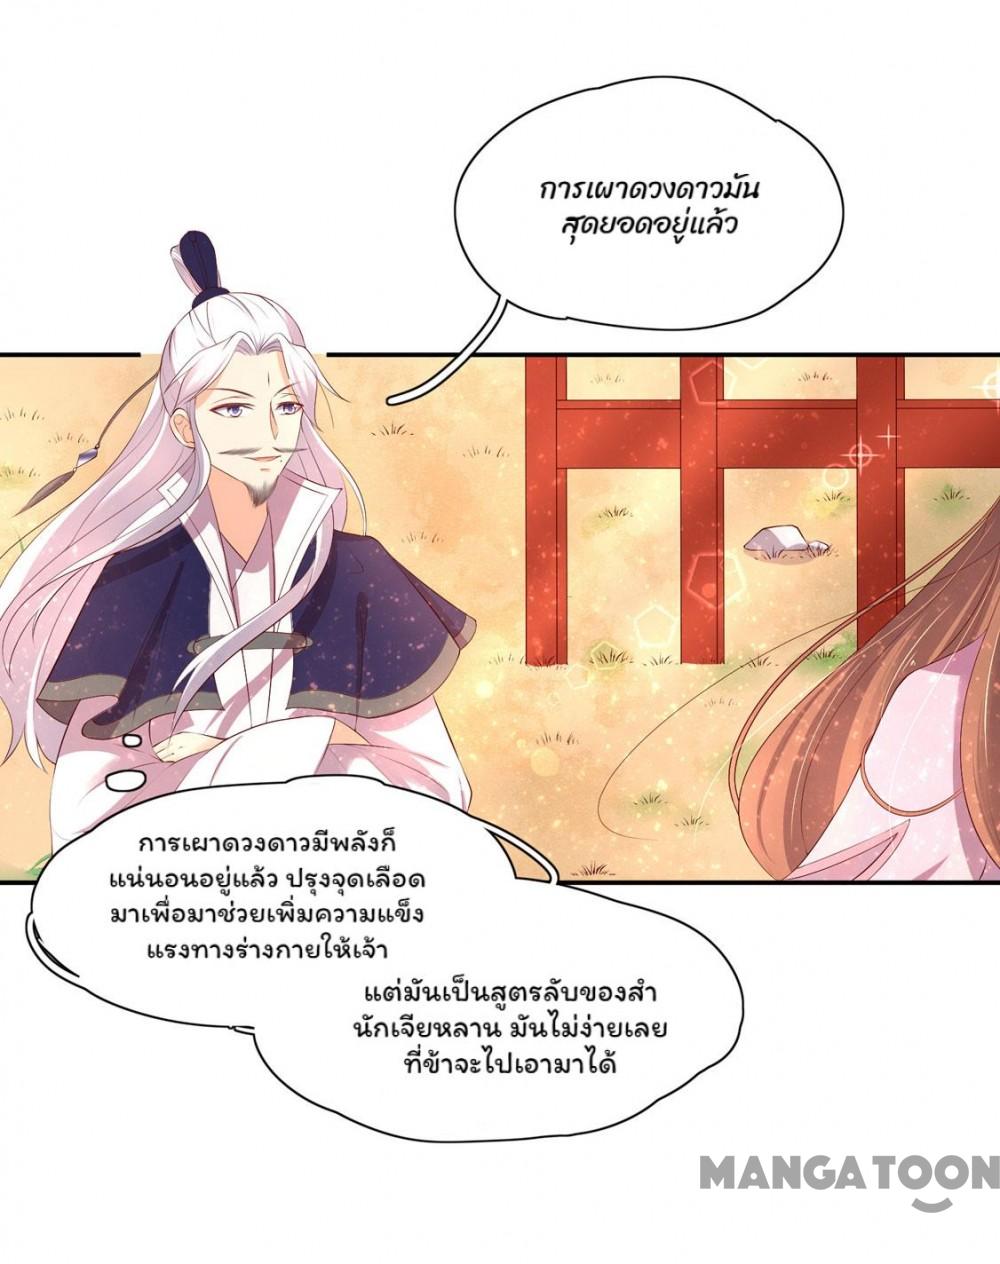 การเผาดวงดาวมัน
สุดยอดอยู่แล้ว
การเผาดวงดาวมีพลังก็
แน่นอนอยู่แล้ว ปรุงจุดเลือด
มาเพื่อมาช่วยเพิ่มความแข็ง
แรงทางร่างกายให้เจ้า
แต่มันเป็นสูตรลับของสำ
นักเจียหลาน มันไม่ง่ายเลย
ที่ข้าจะไปเอามาได้
MANGATOON